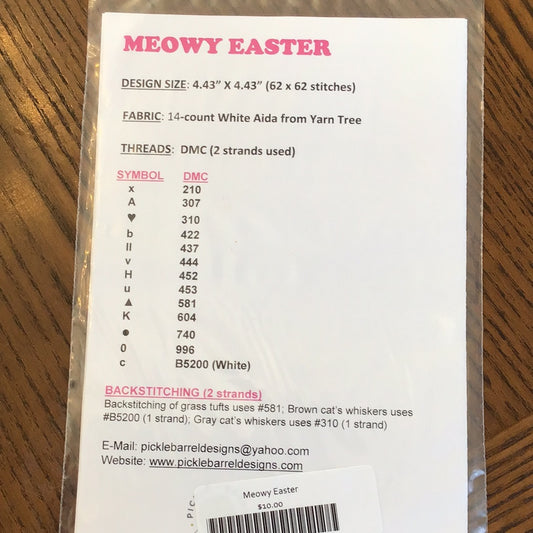 MEOWY EASTER
DESIGN SIZE: 4.43” X 4.43” (62 x 62 stitches)
FABRIC: 14-count White Aida from Yarn Tree
THREADS: DMC (2 strands used)
SYMBOL DMC
x 210
A 307
♥ 310
b 422
II 437
v 444
H 452
u 453
▲ 581
K 604
● 740
0 996
c B5200 (White)
BACKSTITCHING (2 strands)
Backstitching of grass tufts uses #581; Brown cat’s whiskers uses
#B5200 (1 strand); Gray cat’s whiskers uses #310 (1 strand)
E-Mail: picklebarreldesigns@yahoo.com
Website: www.picklebarreldesigns.com
Meowy Easter
$10.00